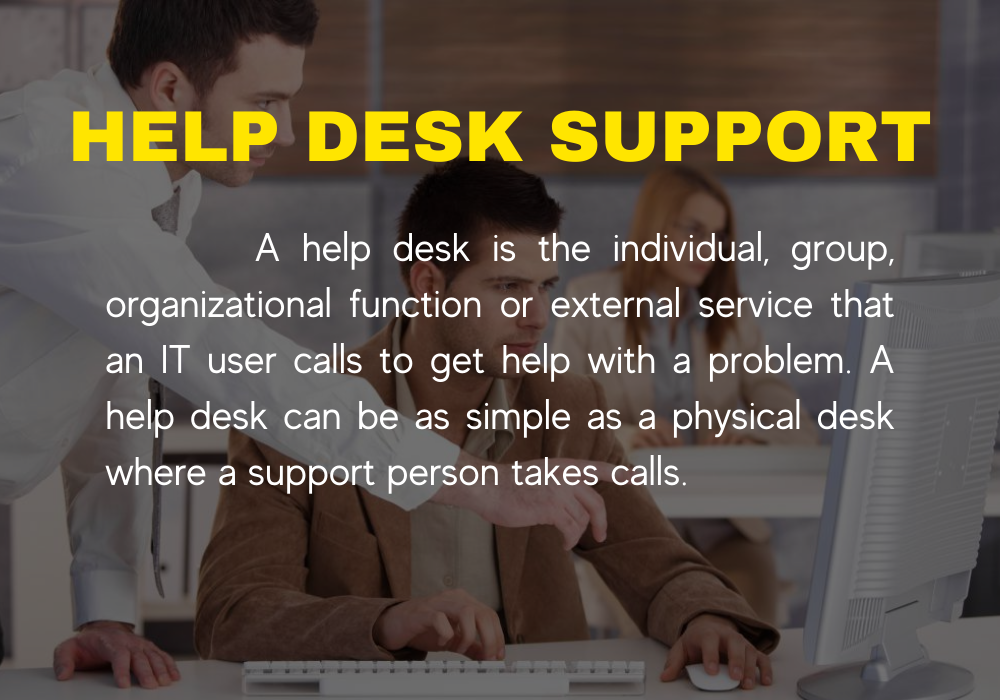 HELP DESK SUPPORT
A help desk is the individual, group,
organizational function or external service that
an IT user calls to get help with a problem. A
help desk can be as simple as a physical desk
where a support person takes calls.